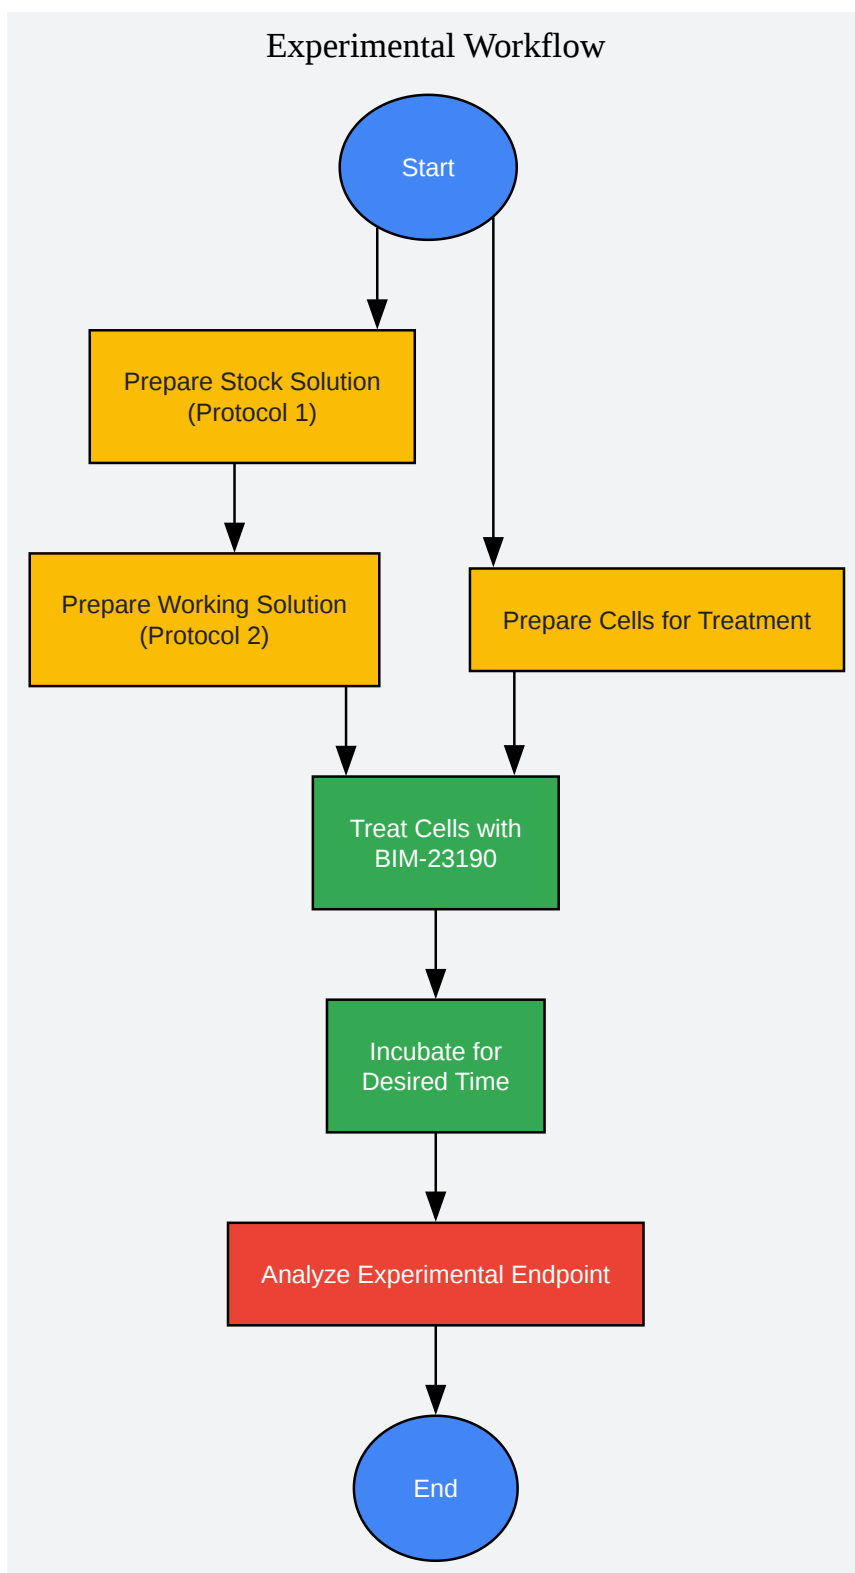 Experimental Workflow
Start
Prepare Stock Solution
(Protocol 1)
Prepare Working Solution
(Protocol 2)
Prepare Cells for Treatment
Treat Cells with
BIM-23190
Incubate for
Desired Time
Analyze Experimental Endpoint
End